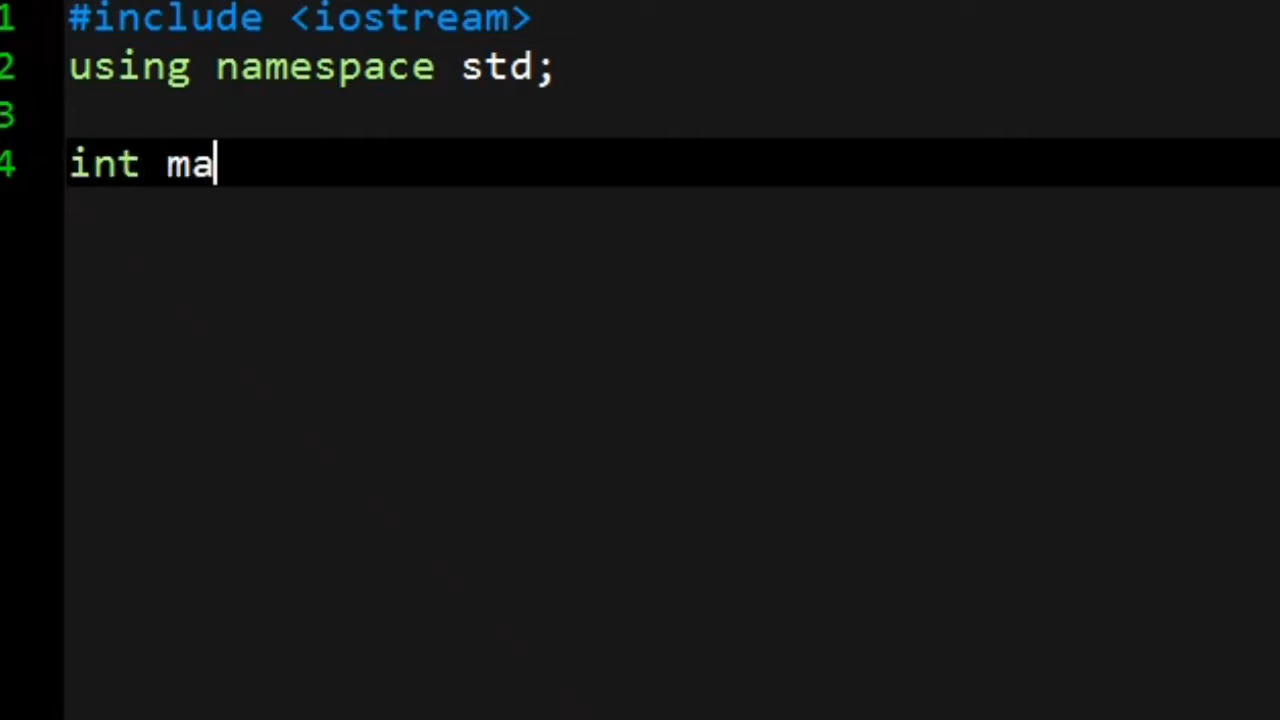 1 #include <iostream>
2 using namespace std;
3
4 int ma